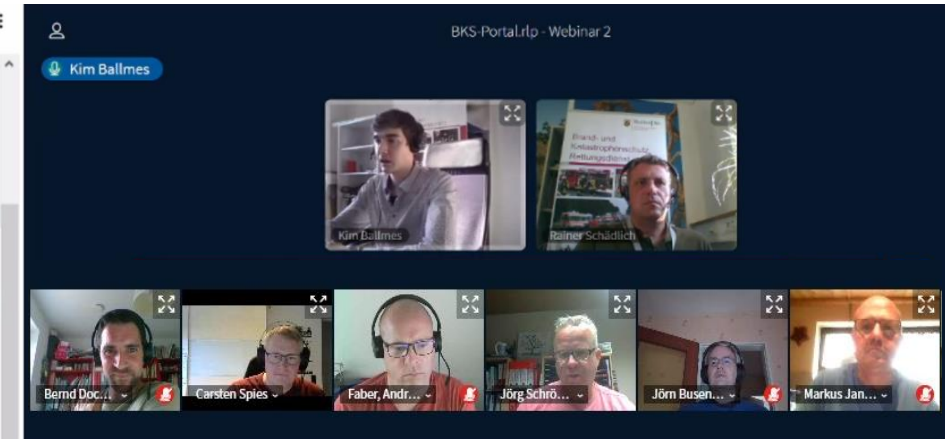 BKS-Portal.rlp - Webinar 2
Kim Ballmes
Brand- und
Katastrophenschutz
Rettungsdienst
Kim Ballmes
Rainer Schädlich
Bernd Doc...
Carsten Spies
Faber, Andr...
Jörg Schrö...
Jörn Busen...
Markus Jan...